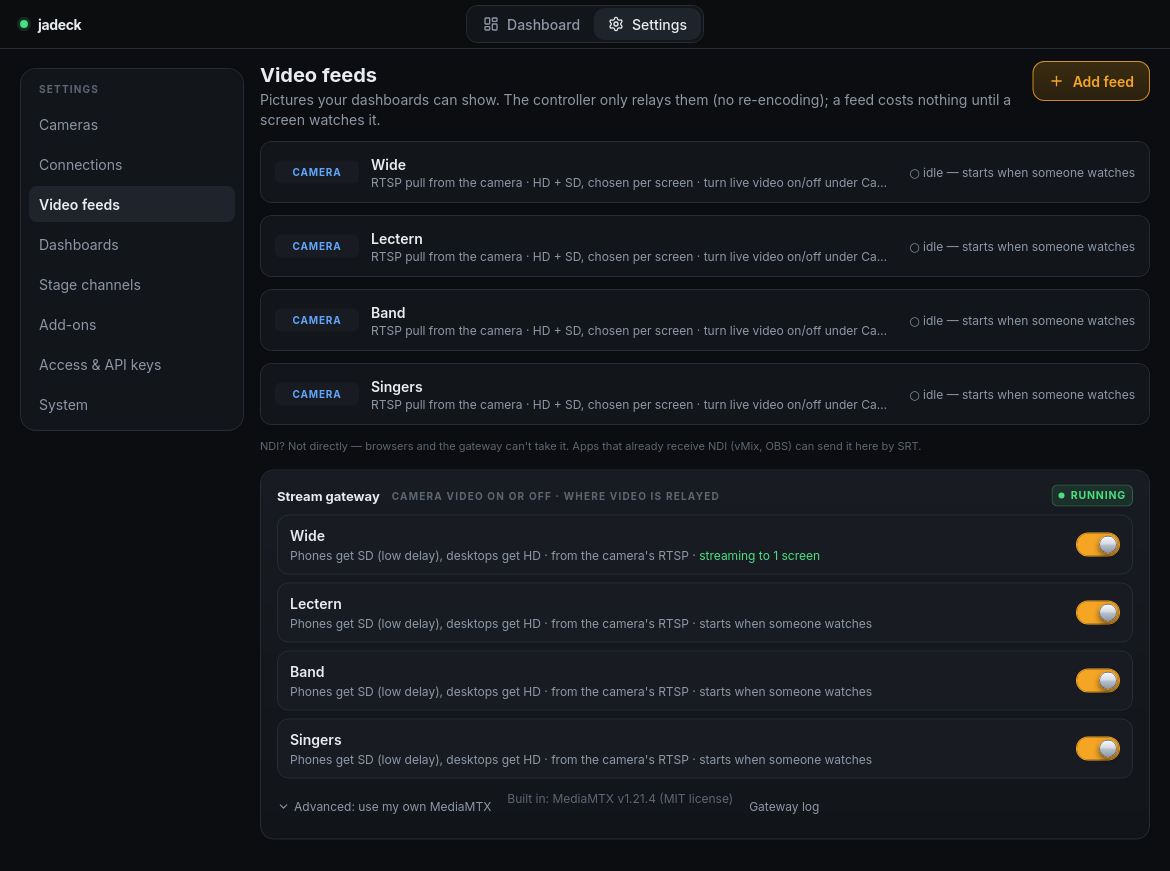 jadeck
Dashboard
Settings
SETTINGS
Cameras
Connections
Video feeds
Dashboards
Stage channels
Add-ons
Access & API keys
System
Video feeds
Pictures your dashboards can show. The controller only relays them (no re-encoding); a feed costs nothing until a
screen watches it.
+ Add feed
CAMERA
Wide
RTSP pull from the camera · HD + SD, chosen per screen · turn live video on/off under Ca...
○ idle — starts when someone watches
CAMERA
Lectern
RTSP pull from the camera · HD + SD, chosen per screen · turn live video on/off under Ca...
○ idle — starts when someone watches
CAMERA
Band
RTSP pull from the camera · HD + SD, chosen per screen · turn live video on/off under Ca...
○ idle — starts when someone watches
CAMERA
Singers
RTSP pull from the camera · HD + SD, chosen per screen · turn live video on/off under Ca...
○ idle — starts when someone watches
NDI? Not directly — browsers and the gateway can't take it. Apps that already receive NDI (vMix, OBS) can send it here by SRT.
Stream gateway CAMERA VIDEO ON OR OFF · WHERE VIDEO IS RELAYED
RUNNING
Wide
Phones get SD (low delay), desktops get HD · from the camera's RTSP · streaming to 1 screen
Lectern
Phones get SD (low delay), desktops get HD · from the camera's RTSP · starts when someone watches
Band
Phones get SD (low delay), desktops get HD · from the camera's RTSP · starts when someone watches
Singers
Phones get SD (low delay), desktops get HD · from the camera's RTSP · starts when someone watches
Advanced: use my own MediaMTX
Built in: MediaMTX v1.21.4 (MIT license)
Gateway log